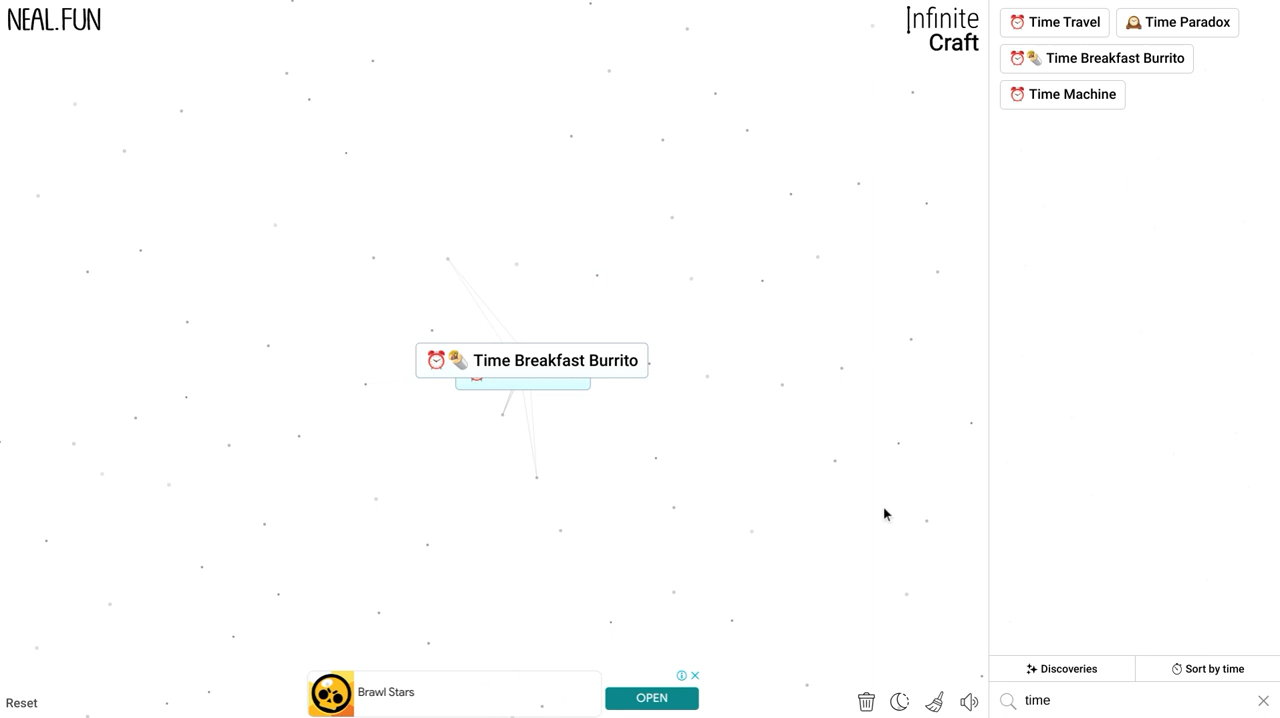 NEAL.FUN
Infinite
Craft
Time Travel
Time Paradox
Time Breakfast Burrito
Time Machine
Time Breakfast Burrito
Discoveries
Sort by time
time
Reset
Brawl Stars
OPEN